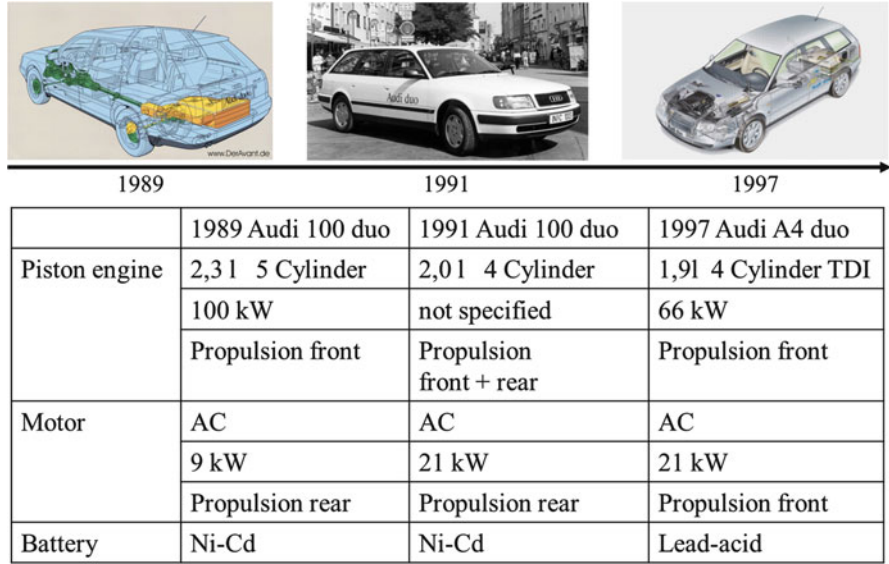 Audi duo
www.DerAvant.de
Audi duo
1989 1991 1997
1989 Audi 100 duo 1991 Audi 100 duo 1997 Audi A4 duo
Piston engine 2,3 l 5 Cylinder 2,0 l 4 Cylinder 1,9l 4 Cylinder TDI
100 kW not specified 66 kW
Propulsion front Propulsion Propulsion front
front + rear
Motor AC AC AC
9 kW 21 kW 21 kW
Propulsion rear Propulsion rear Propulsion front
Battery Ni-Cd Ni-Cd Lead-acid